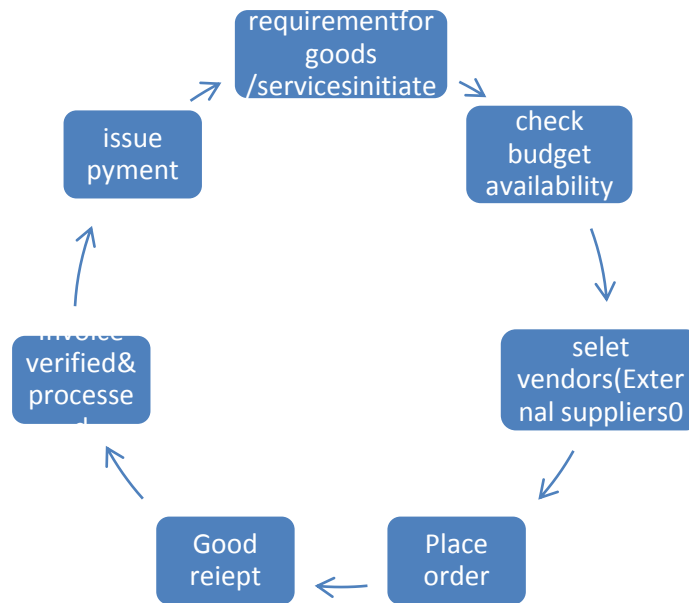 requirementfor
goods
/servicesinitiate
check
budget
availability
selet
vendors(Exter
nal suppliers0
Place
order
Good
reiept
invoice
verified&
processe
d
issue
pyment